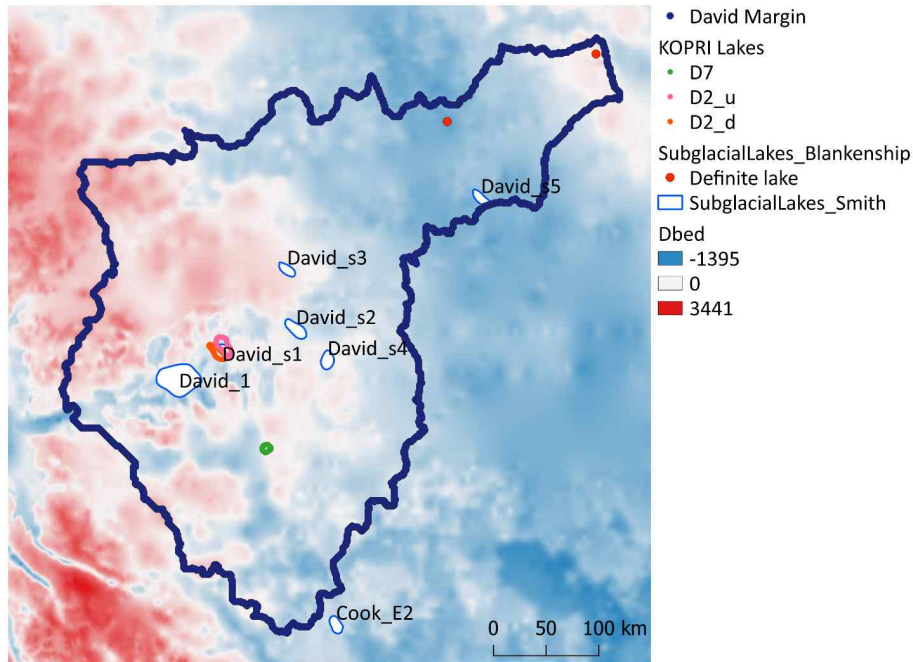 David_s5
David_s3
David_s2
David_s4
David_s1
David_1
Cook_E2
0 50 100 km
David Margin
KOPRI Lakes
D7
D2_u
D2_d
SubglacialLakes_Blankenship
Definite lake
SubglacialLakes_Smith
Dbed
-1395
0
3441